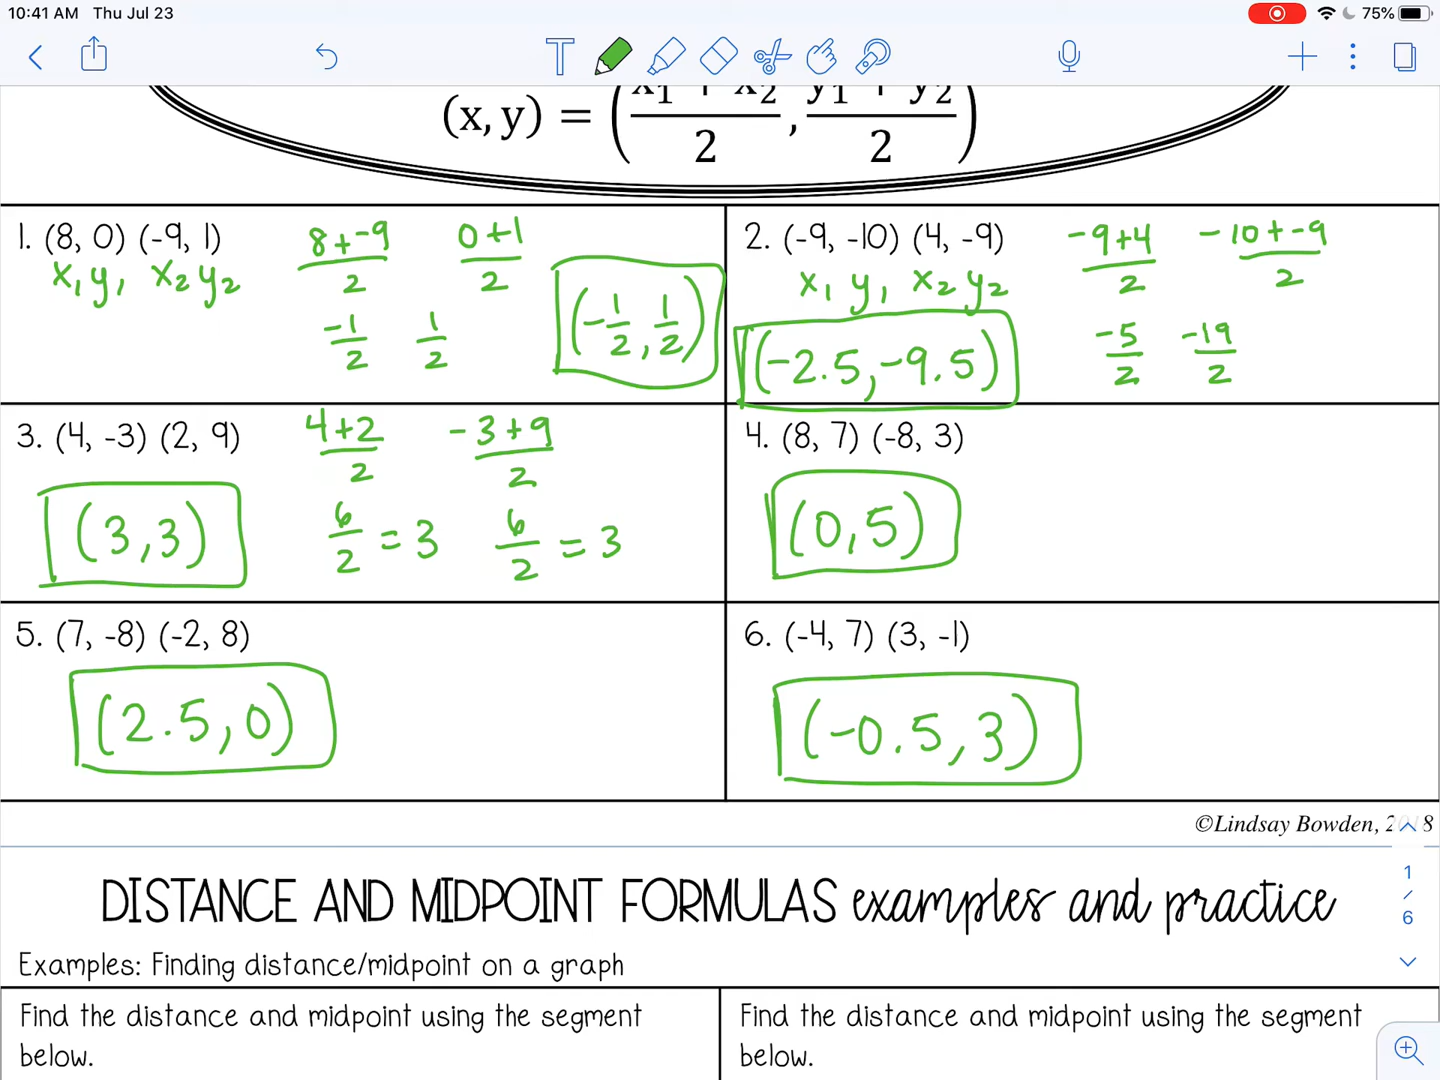 10:41 AM Thu Jul 23
75%
T
(x, y) = (x₁ + x₂ / 2, y₁ + y₂ / 2)
1. (8, 0) (-9, 1)
x₁ y₁ x₂ y₂
8+-9 / 2
0+1 / 2
-1/2 1/2
(-1/2, 1/2)
2. (-9, -10) (4, -9)
x₁ y₁ x₂ y₂
-9+4 / 2
-10+-9 / 2
-5/2 -19/2
(-2.5, -9.5)
3. (4, -3) (2, 9)
4+2 / 2
-3+9 / 2
6/2 = 3
6/2 = 3
(3, 3)
4. (8, 7) (-8, 3)
(0, 5)
5. (7, -8) (-2, 8)
(2.5, 0)
6. (-4, 7) (3, -1)
(-0.5, 3)
©Lindsay Bowden, 2018
1
/
6
DISTANCE AND MIDPOINT FORMULAS examples and practice
Examples: Finding distance/midpoint on a graph
Find the distance and midpoint using the segment
below.
Find the distance and midpoint using the segment
below.